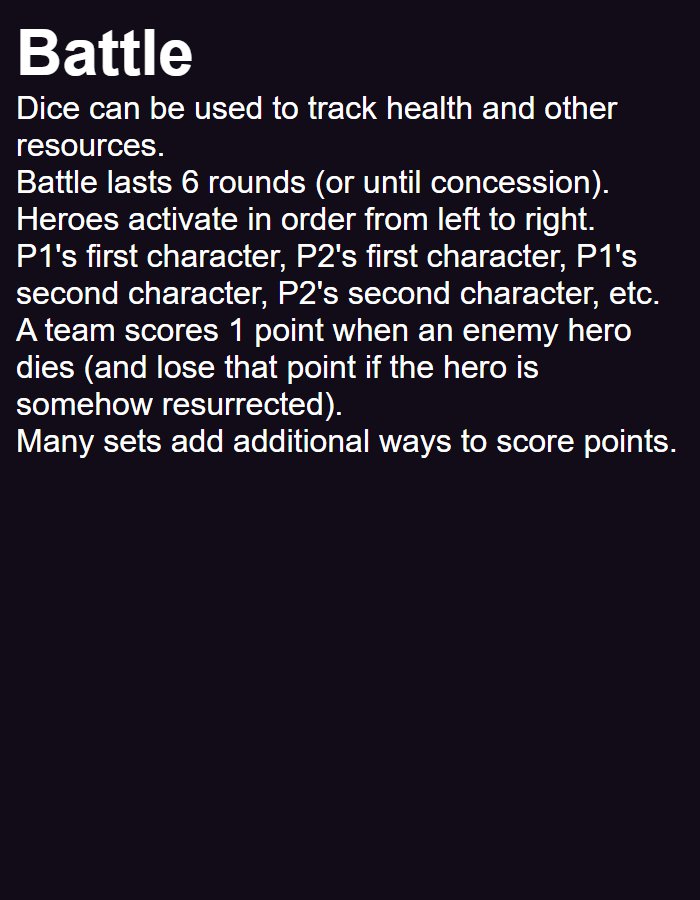 Battle
Dice can be used to track health and other
resources.
Battle lasts 6 rounds (or until concession).
Heroes activate in order from left to right.
P1's first character, P2's first character, P1's
second character, P2's second character, etc.
A team scores 1 point when an enemy hero
dies (and lose that point if the hero is
somehow resurrected).
Many sets add additional ways to score points.